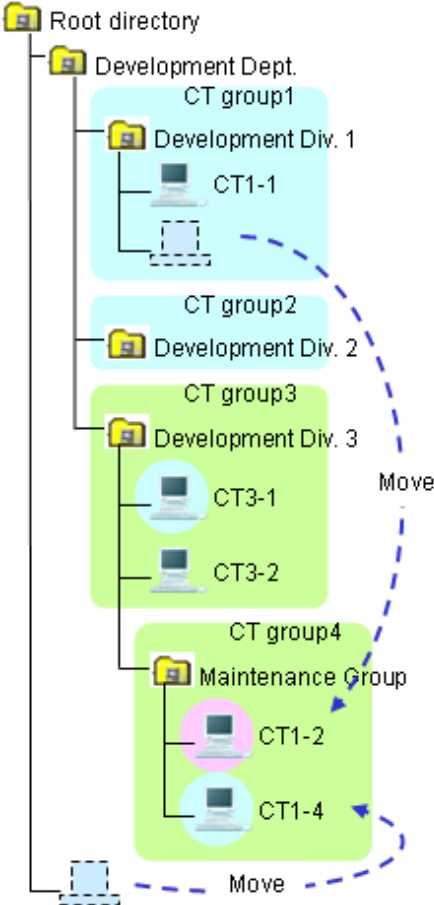 Root directory
Development Dept.
CT group1
Development Div. 1
CT1-1
CT group2
Development Div. 2
CT group3
Development Div. 3
Move
CT3-1
CT3-2
CT group4
Maintenance Group
CT1-2
CT1-4
Move